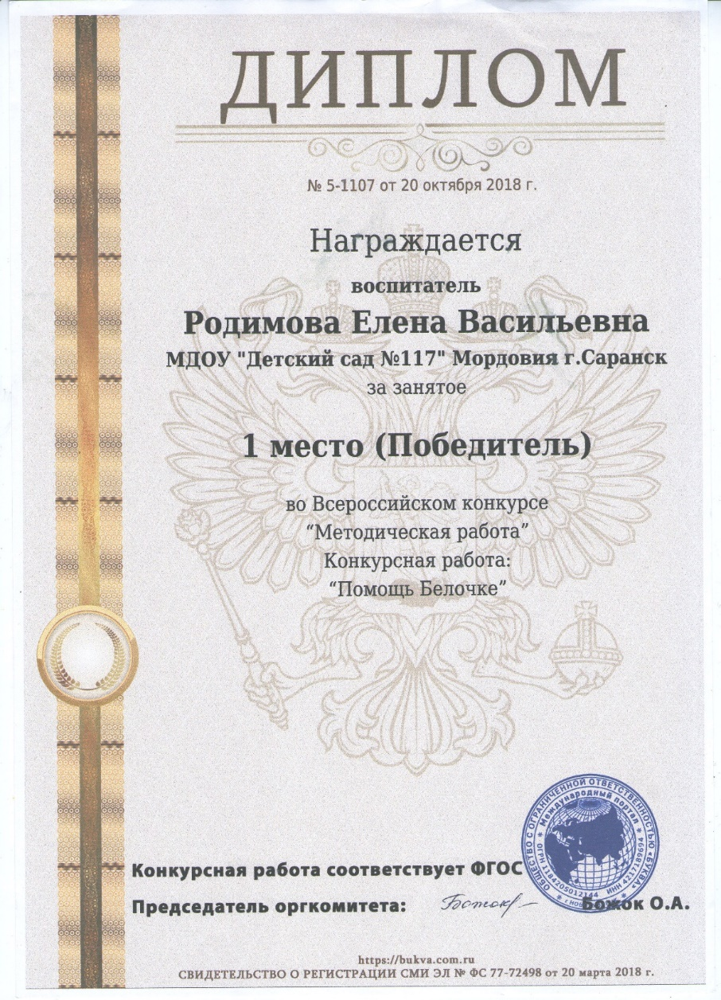 ДИПЛОМ
№ 5-1107 от 20 октября 2018 г.
Награждается
воспитатель
Родимова Елена Васильевна
МДОУ "Детский сад №117" Мордовия г.Саранск
за занятое
1 место (Победитель)
во Всероссийском конкурсе
“Методическая работа”
Конкурсная работа:
“Помощь Белочке”
ОБЩЕСТВО С ОГРАНИЧЕННОЙ ОТВЕТСТВЕННОСТЬЮ «БУКВА»
* Международный портал *
ОГРН 1184205012144 ИНН 4217189694
Конкурсная работа соответствует ФГОС
Председатель оргкомитета: Божок Божок О.А.
https://bukva.com.ru
СВИДЕТЕЛЬСТВО О РЕГИСТРАЦИИ СМИ ЭЛ № ФС 77-72498 от 20 марта 2018 г.